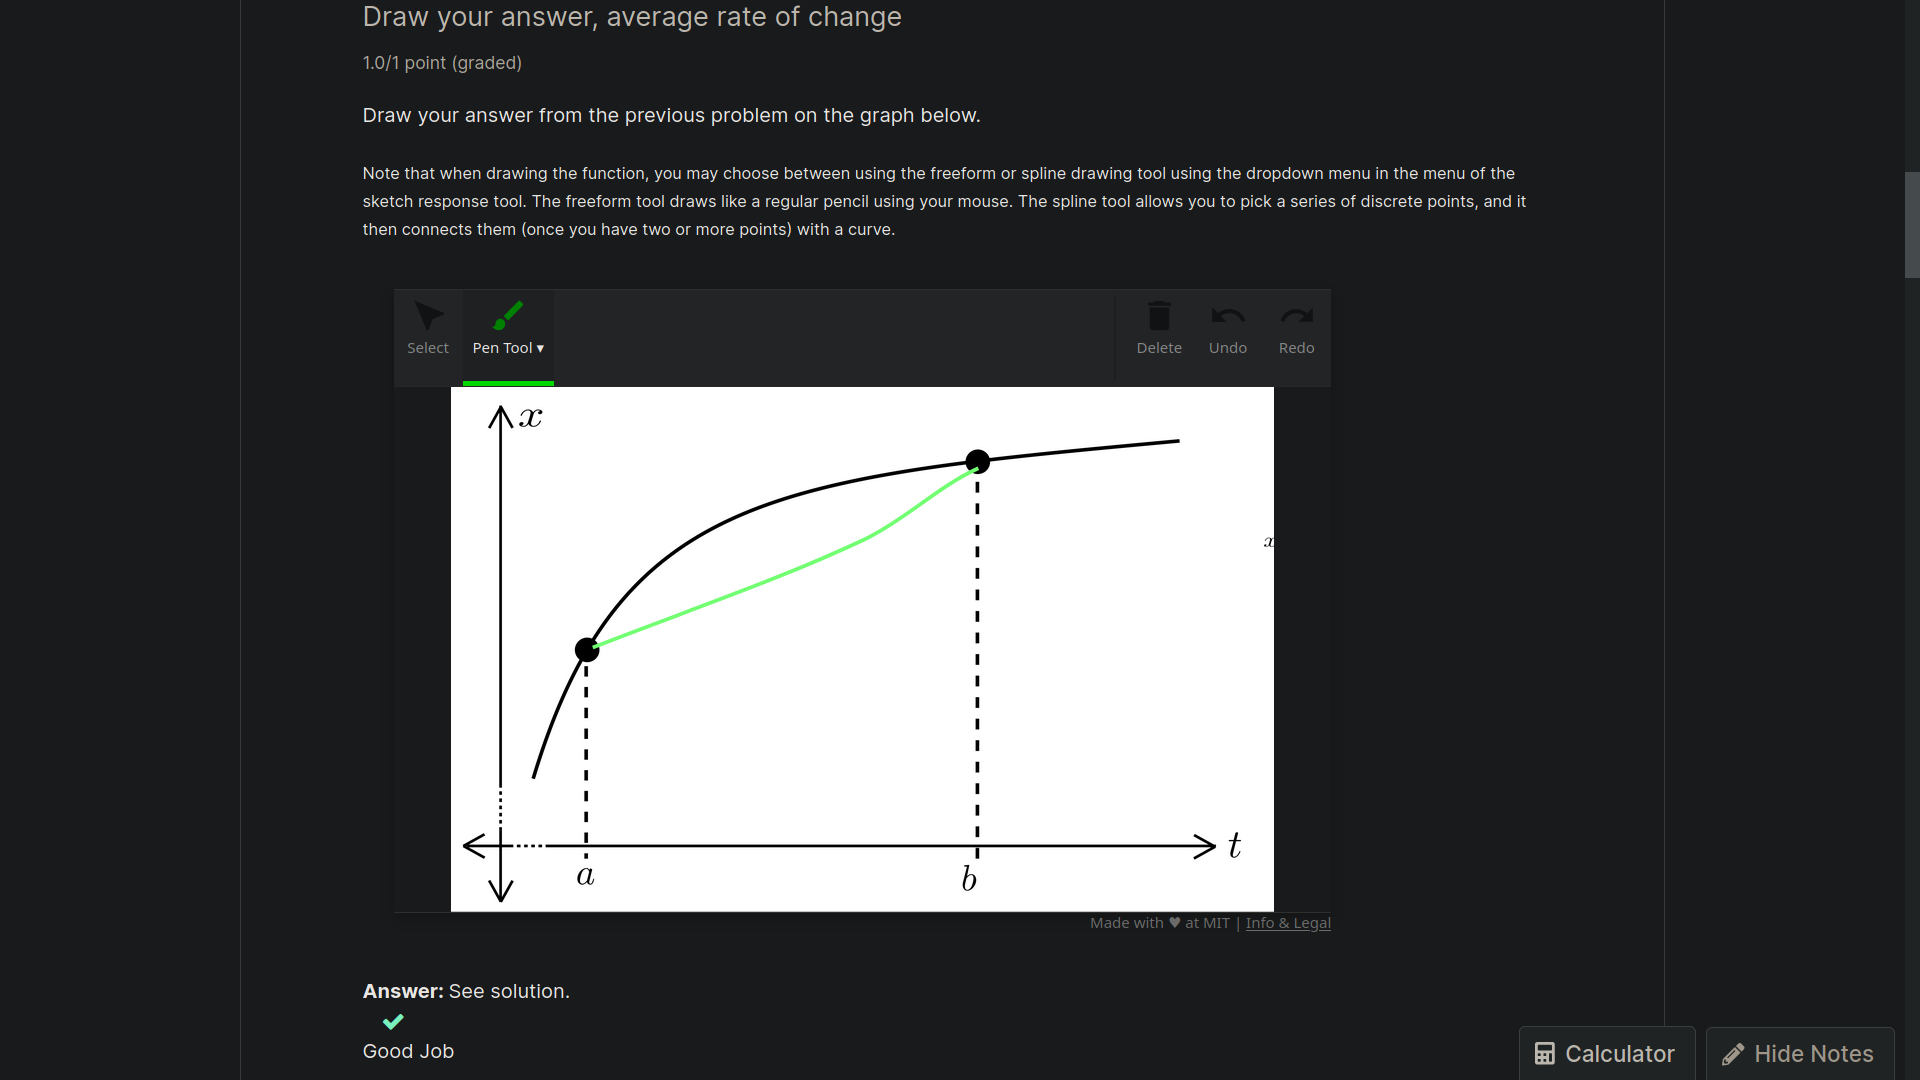 Draw your answer, average rate of change
1.0/1 point (graded)
Draw your answer from the previous problem on the graph below.
Note that when drawing the function, you may choose between using the freeform or spline drawing tool using the dropdown menu in the menu of the
sketch response tool. The freeform tool draws like a regular pencil using your mouse. The spline tool allows you to pick a series of discrete points, and it
then connects them (once you have two or more points) with a curve.
Select
Pen Tool ▾
Delete
Undo
Redo
x
x
t
a
b
Made with ♥ at MIT | Info & Legal
Answer: See solution.
Good Job
Calculator
Hide Notes